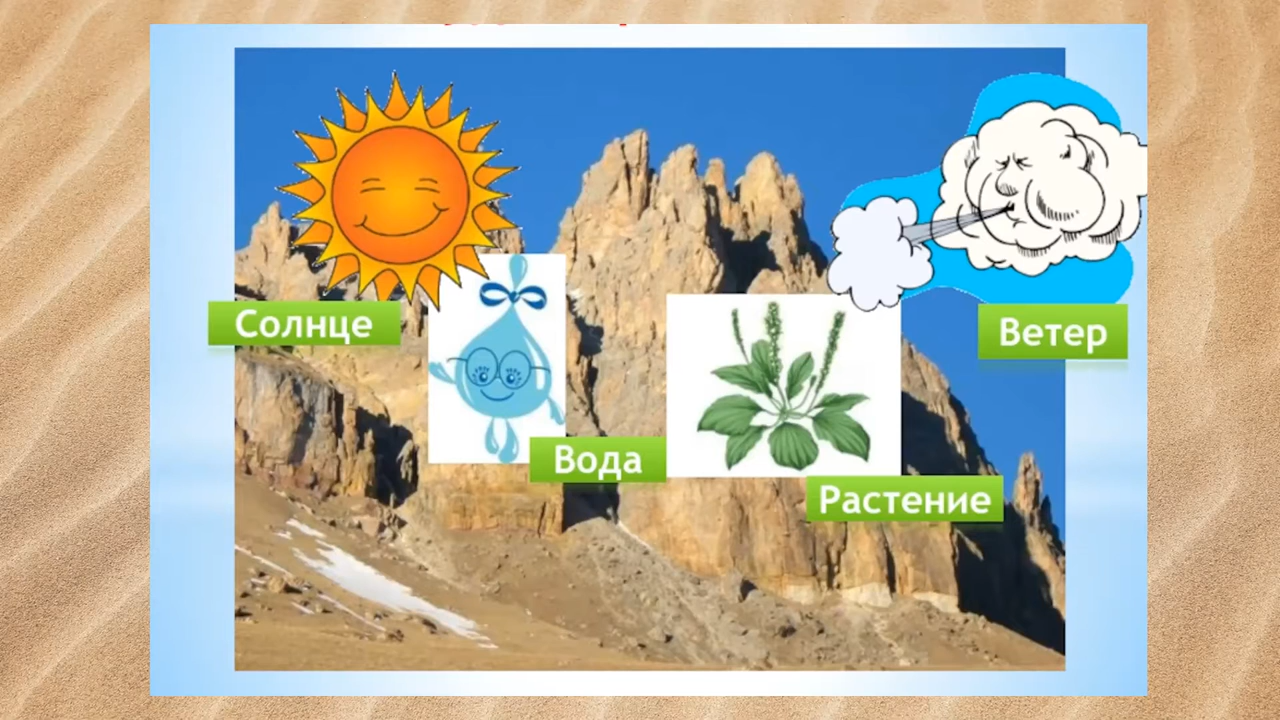 Солнце
Ветер
Вода
Растение